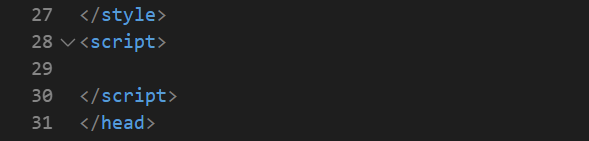 27 </style>
28 <script>
29
30 </script>
31 </head>